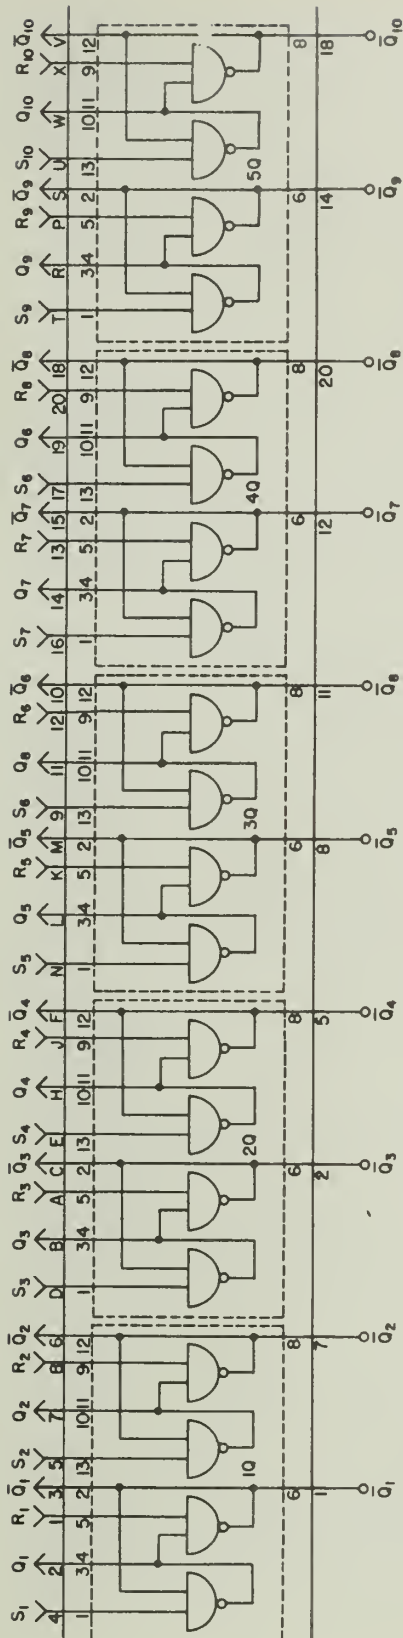 S1 Q1 R1 Q̄1 S2 Q2 R2 Q̄2 S3 Q3 R3 Q̄3 S4 Q4 R4 Q̄4 S5 Q5 R5 Q̄5 S6 Q8 R6 Q̄6 S7 Q7 R7 Q̄7 S6 Q6 R8 Q̄8 S9 Q9 R9 Q̄9 S10 Q10 R10 Q̄10
4 2 1 3 5 7 8 6 D B A C E H J F N L K M 9 11 12 10 16 14 13 15 17 19 20 18 T R P S U W X V
1 3 4 5 2 13 10 11 9 12 1 3 4 5 2 13 10 11 9 12 1 3 4 5 2 13 10 11 9 12 1 3 4 5 2 13 10 11 9 12 1 3 4 5 2 13 10 11 9 12
1Q 2Q 3Q 4Q 5Q
6 8 6 8 6 8 6 8 6 8
1 7 2 5 8 11 12 20 14 18
Q̄1 Q̄2 Q̄3 Q̄4 Q̄5 Q̄8 Q̄7 Q̄8 Q̄9 Q̄10